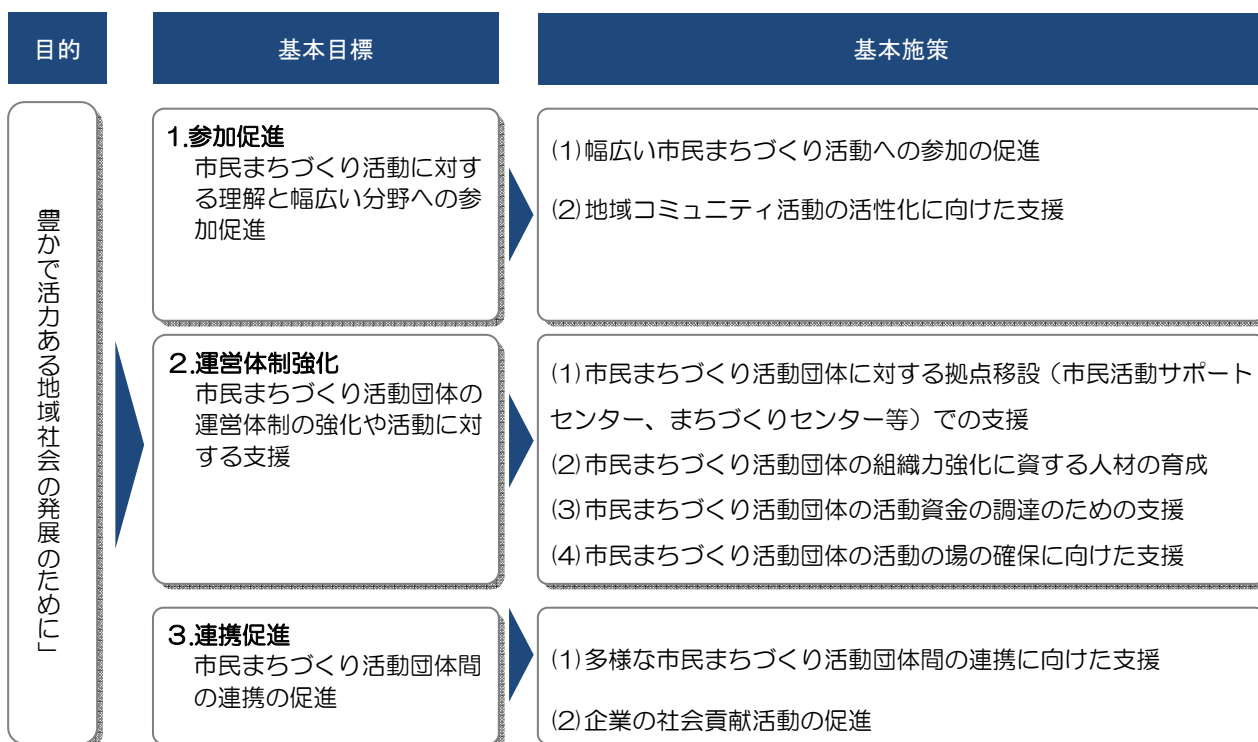 目的
基本目標
基本施策
豊かで活力ある地域社会の発展のために」
1.参加促進
市民まちづくり活動に対す
る理解と幅広い分野への参
加促進
(1)幅広い市民まちづくり活動への参加の促進
(2)地域コミュニティ活動の活性化に向けた支援
2.運営体制強化
市民まちづくり活動団体の
運営体制の強化や活動に対
する支援
(1)市民まちづくり活動団体に対する拠点移設(市民活動サポート
センター、まちづくりセンター等)での支援
(2)市民まちづくり活動団体の組織力強化に資する人材の育成
(3)市民まちづくり活動団体の活動資金の調達のための支援
(4)市民まちづくり活動団体の活動の場の確保に向けた支援
3.連携促進
市民まちづくり活動団体間
の連携の促進
(1)多様な市民まちづくり活動団体間の連携に向けた支援
(2)企業の社会貢献活動の促進